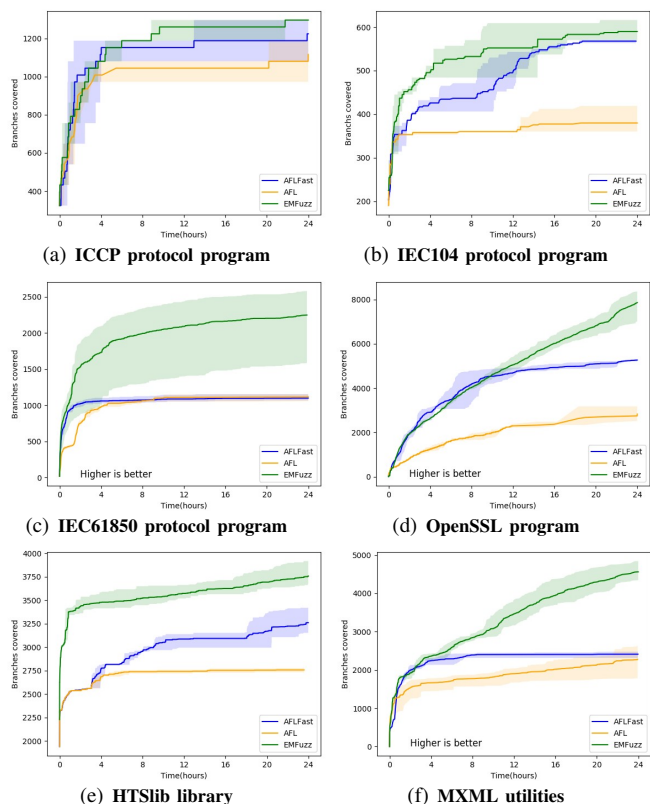 Branches covered
1200
1000
800
600
400
0
4
8
12
16
20
24
Time(hours)
AFLFast
AFL
EMFuzz
(a) ICCP protocol program
Branches covered
600
500
400
300
200
0
4
8
12
16
20
24
Time(hours)
AFLFast
AFL
EMFuzz
(b) IEC104 protocol program
Branches covered
2500
2000
1500
1000
500
0
0
4
8
12
16
20
24
Time(hours)
Higher is better
AFLFast
AFL
EMFuzz
(c) IEC61850 protocol program
Branches covered
8000
6000
4000
2000
0
0
4
8
12
16
20
24
Time(hours)
Higher is better
AFLFast
AFL
EMFuzz
(d) OpenSSL program
Branches covered
4000
3750
3500
3250
3000
2750
2500
2250
2000
0
4
8
12
16
20
24
Time(hours)
AFLFast
AFL
EMFuzz
(e) HTSlib library
Branches covered
5000
4000
3000
2000
1000
0
0
4
8
12
16
20
24
Time(hours)
Higher is better
AFLFast
AFL
EMFuzz
(f) MXML utilities